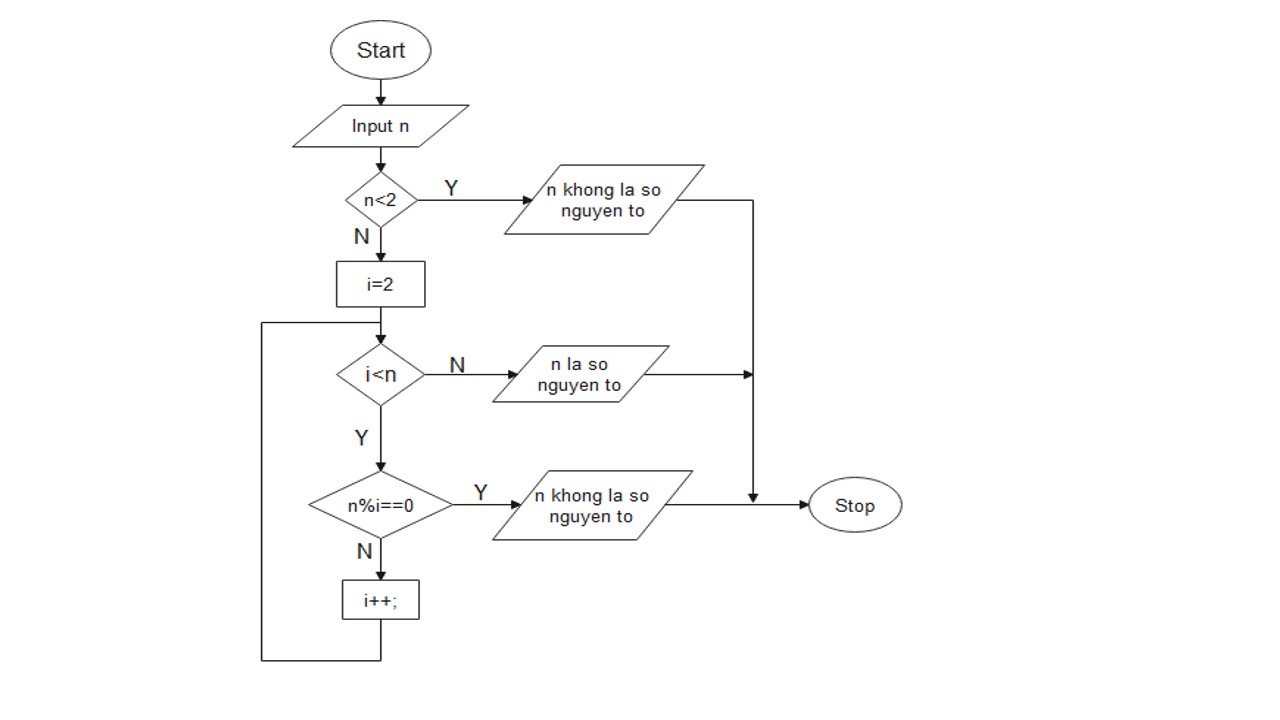 Start
Input n
n<2
Y
n khong la so
nguyen to
N
i=2
i<n
N
n la so
nguyen to
Y
n%i==0
Y
n khong la so
nguyen to
Stop
N
i++;